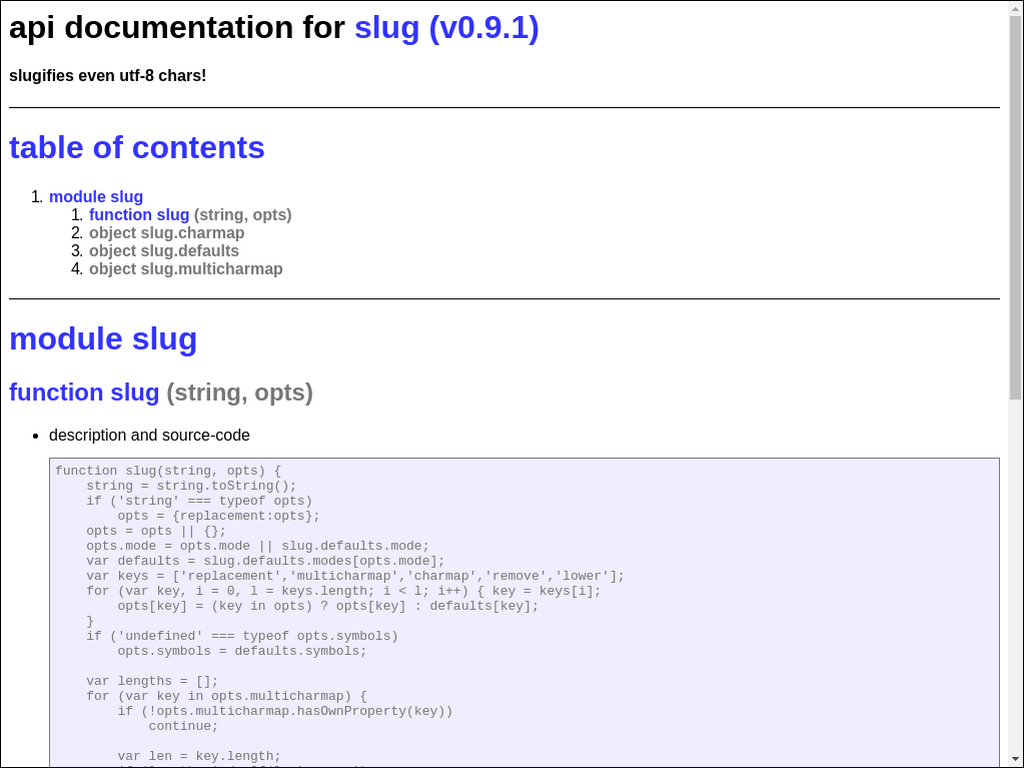 api documentation for slug (v0.9.1)
slugifies even utf-8 chars!
table of contents
1. module slug
1. function slug (string, opts)
2. object slug.charmap
3. object slug.defaults
4. object slug.multicharmap
module slug
function slug (string, opts)
• description and source-code
function slug(string, opts) {
    string = string.toString();
    if ('string' === typeof opts)
        opts = {replacement:opts};
    opts = opts || {};
    opts.mode = opts.mode || slug.defaults.mode;
    var defaults = slug.defaults.modes[opts.mode];
    var keys = ['replacement','multicharmap','charmap','remove','lower'];
    for (var key, i = 0, l = keys.length; i < l; i++) { key = keys[i];
        opts[key] = (key in opts) ? opts[key] : defaults[key];
    }
    if ('undefined' === typeof opts.symbols)
        opts.symbols = defaults.symbols;
    var lengths = [];
    for (var key in opts.multicharmap) {
        if (!opts.multicharmap.hasOwnProperty(key))
            continue;
        var len = key.length;